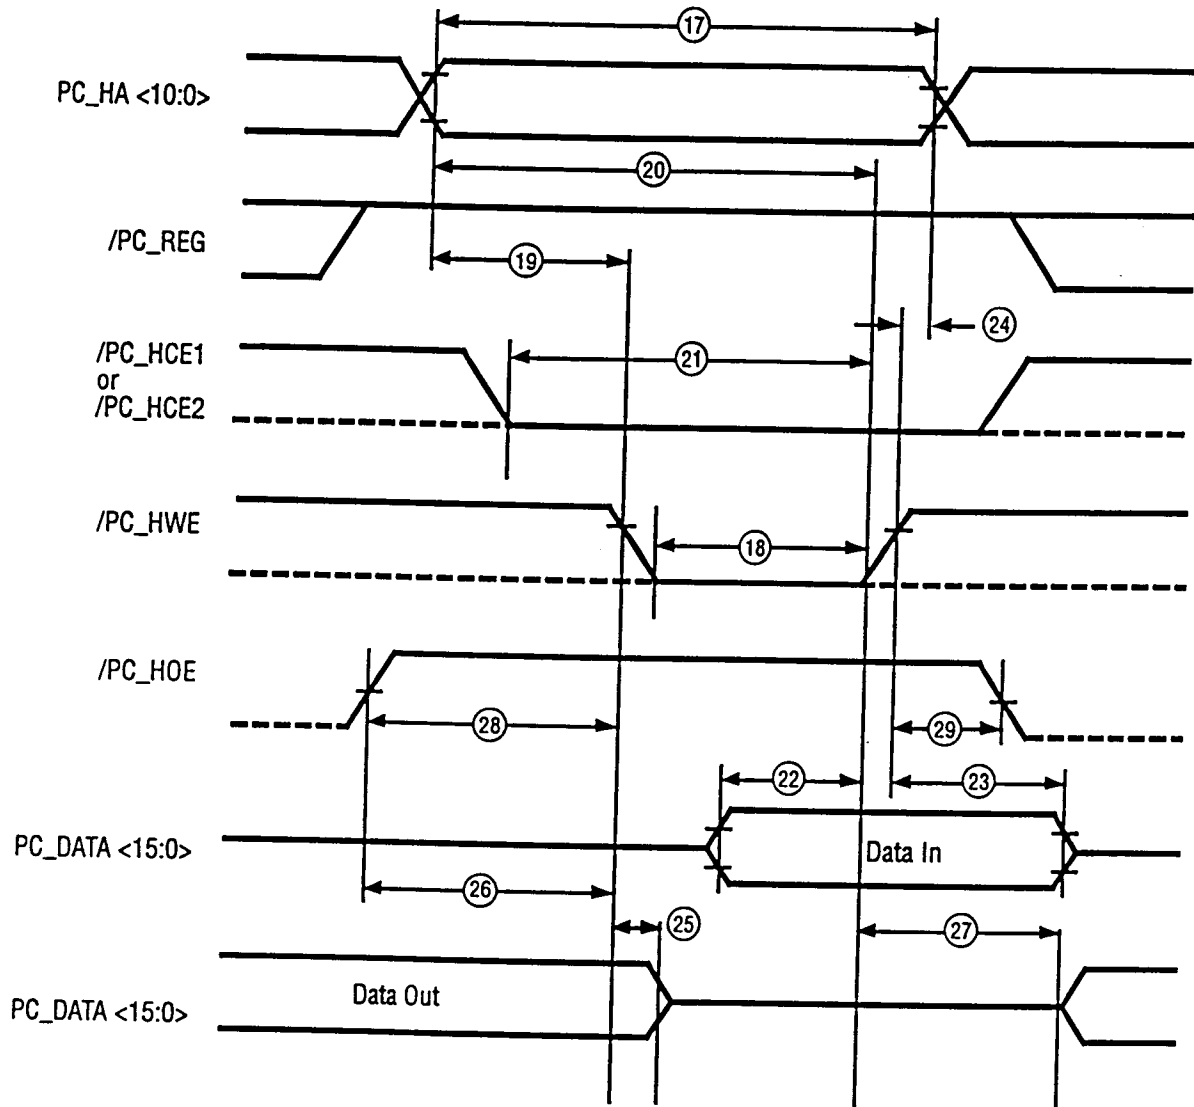 17
PC_HA <10:0>
20
/PC_REG
19
24
/PC_HCE1
or
/PC_HCE2
21
/PC_HWE
18
/PC_HOE
28
29
22
23
PC_DATA <15:0>
Data In
26
25
27
PC_DATA <15:0>
Data Out